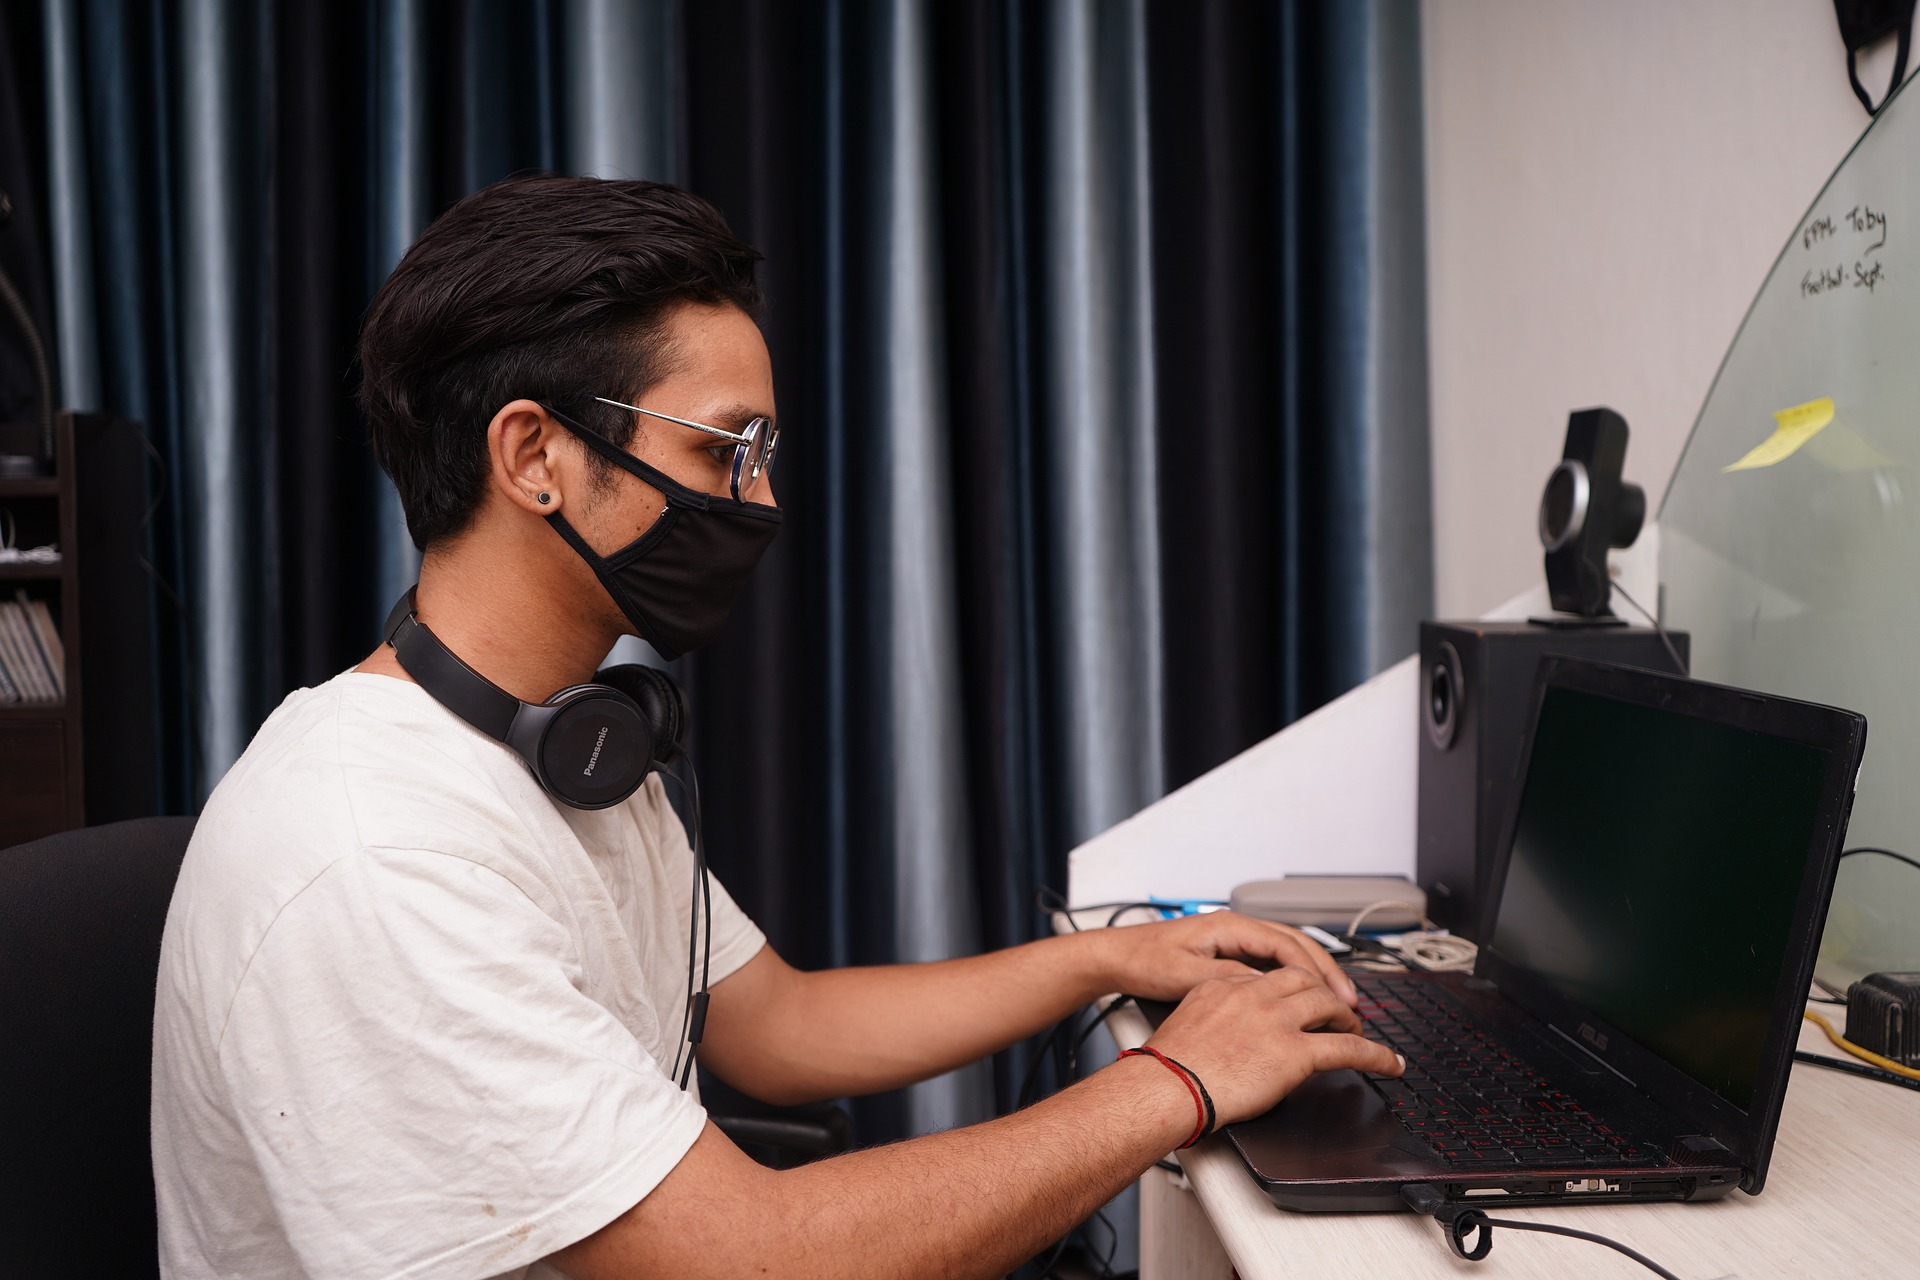 6PM Toby
Football - Sept.
Panasonic
ASUS